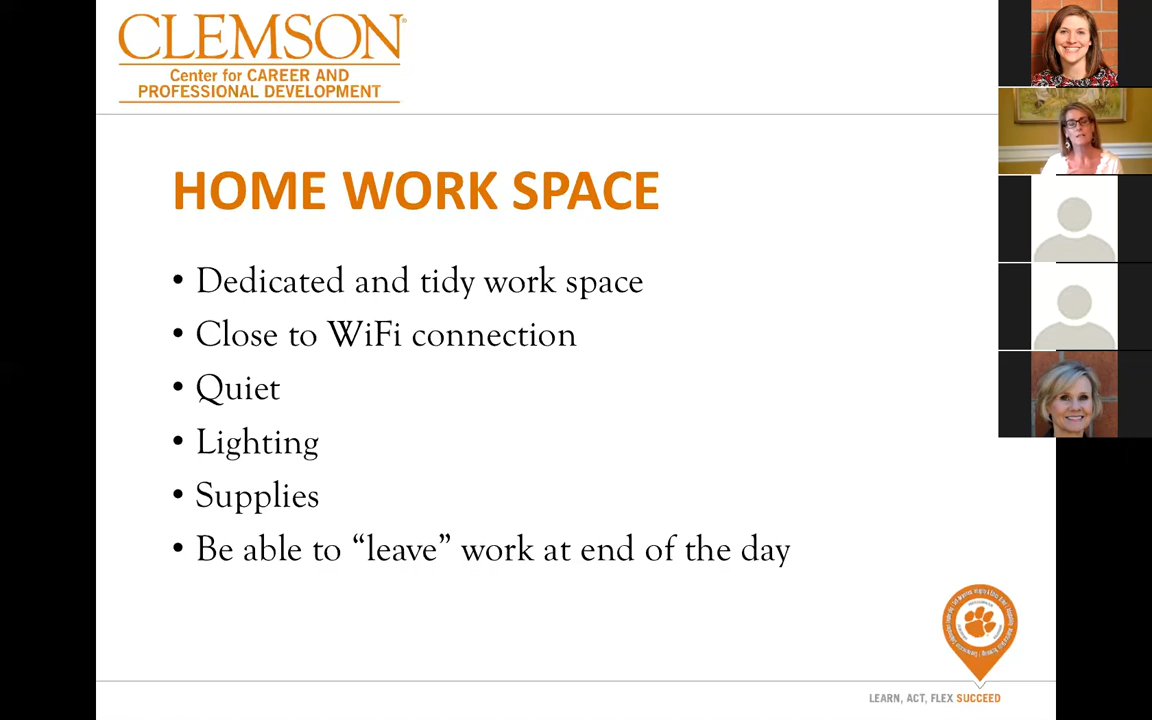 CLEMSON®
Center for CAREER AND
PROFESSIONAL DEVELOPMENT
HOME WORK SPACE
• Dedicated and tidy work space
• Close to WiFi connection
• Quiet
• Lighting
• Supplies
• Be able to “leave” work at end of the day
LEARN, ACT, FLEX SUCCEED